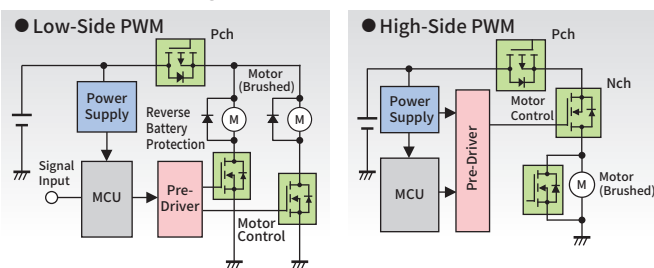 ● Low-Side PWM
Pch
Motor
(Brushed)
Power
Supply
Reverse
Battery
Protection
M
M
Signal
Input
MCU
Pre-
Driver
Motor
Control
● High-Side PWM
Pch
Nch
Power
Supply
Motor
Control
Pre-Driver
MCU
M
Motor
(Brushed)